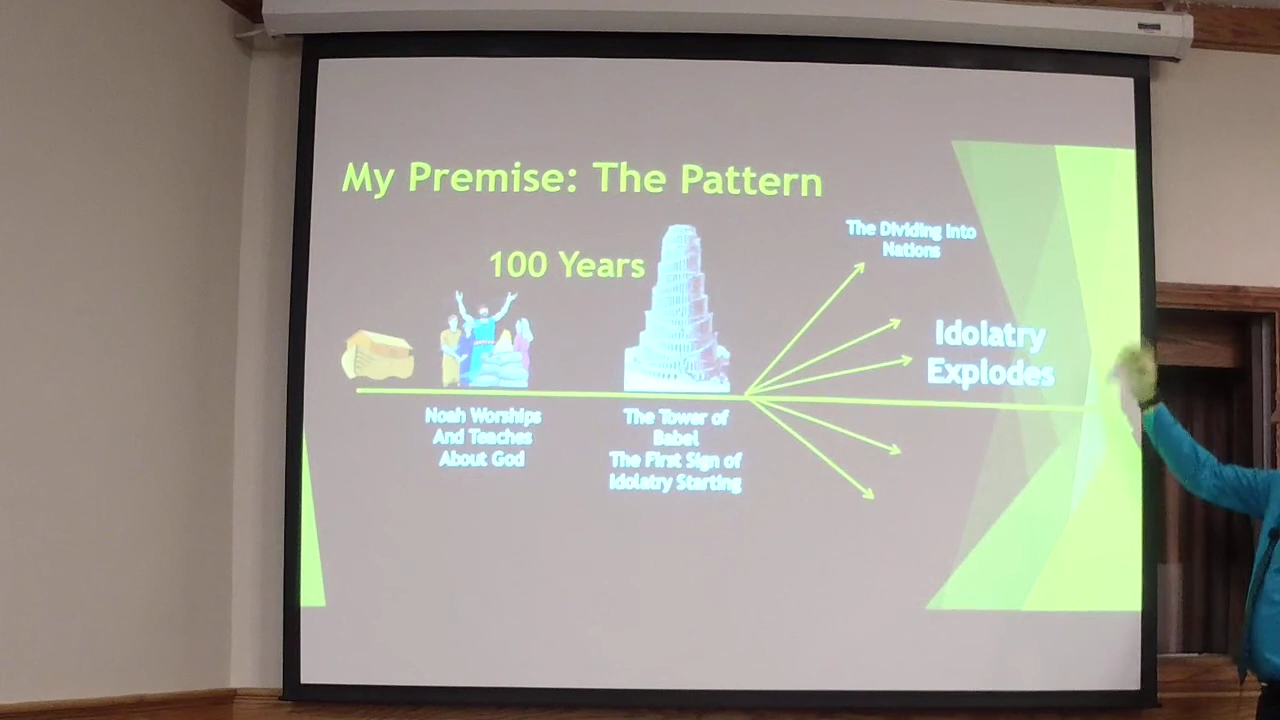 My Premise: The Pattern
100 Years
The Dividing Into
Nations
Idolatry
Explodes
Noah Worships
And Teaches
About God
The Tower of
Babel
The First Sign of
Idolatry Starting